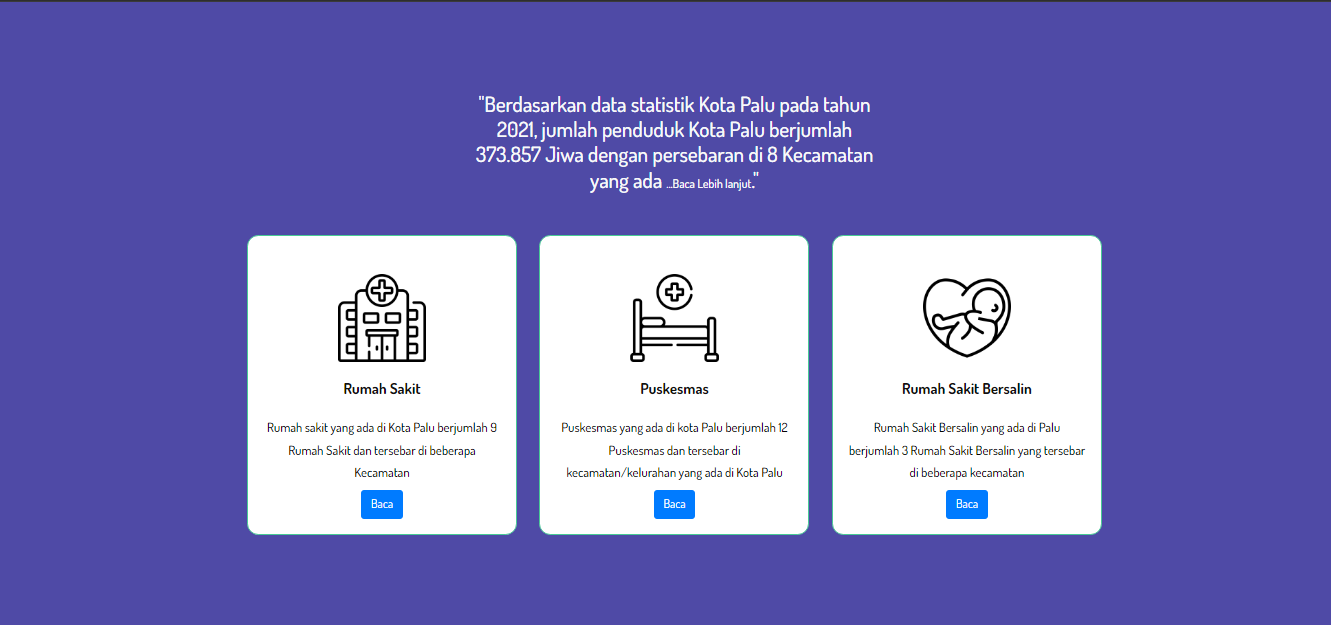 "Berdasarkan data statistik Kota Palu pada tahun
2021, jumlah penduduk Kota Palu berjumlah
373.857 Jiwa dengan persebaran di 8 Kecamatan
yang ada ...Baca Lebih lanjut."
Rumah Sakit
Rumah sakit yang ada di Kota Palu berjumlah 9
Rumah Sakit dan tersebar di beberapa
Kecamatan
Baca
Puskesmas
Puskesmas yang ada di kota Palu berjumlah 12
Puskesmas dan tersebar di
kecamatan/kelurahan yang ada di Kota Palu
Baca
Rumah Sakit Bersalin
Rumah Sakit Bersalin yang ada di Palu
berjumlah 3 Rumah Sakit Bersalin yang tersebar
di beberapa kecamatan
Baca